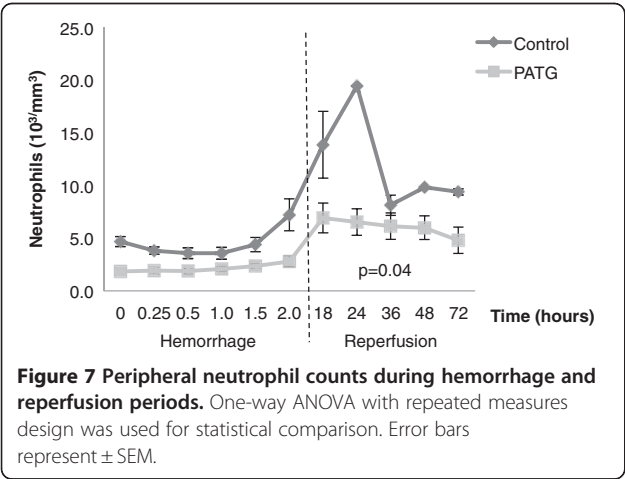 25.0
20.0
15.0
10.0
5.0
0.0
Neutrophils (10³/mm³)
Control
PATG
p=0.04
0 0.25 0.5 1.0 1.5 2.0 18 24 36 48 72 Time (hours)
Hemorrhage Reperfusion
Figure 7 Peripheral neutrophil counts during hemorrhage and
reperfusion periods. One-way ANOVA with repeated measures
design was used for statistical comparison. Error bars
represent ± SEM.